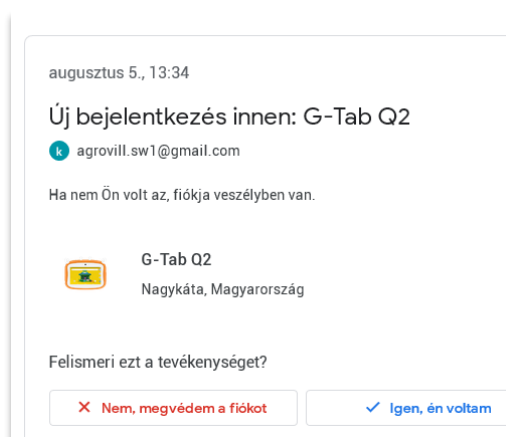 augusztus 5., 13:34
Új bejelentkezés innen: G-Tab Q2
k agrovill.sw1@gmail.com
Ha nem Ön volt az, fiókja veszélyben van.
G-Tab Q2
Nagykáta, Magyarország
Felismeri ezt a tevékenységet?
Nem, megvédem a fiókot
Igen, én voltam